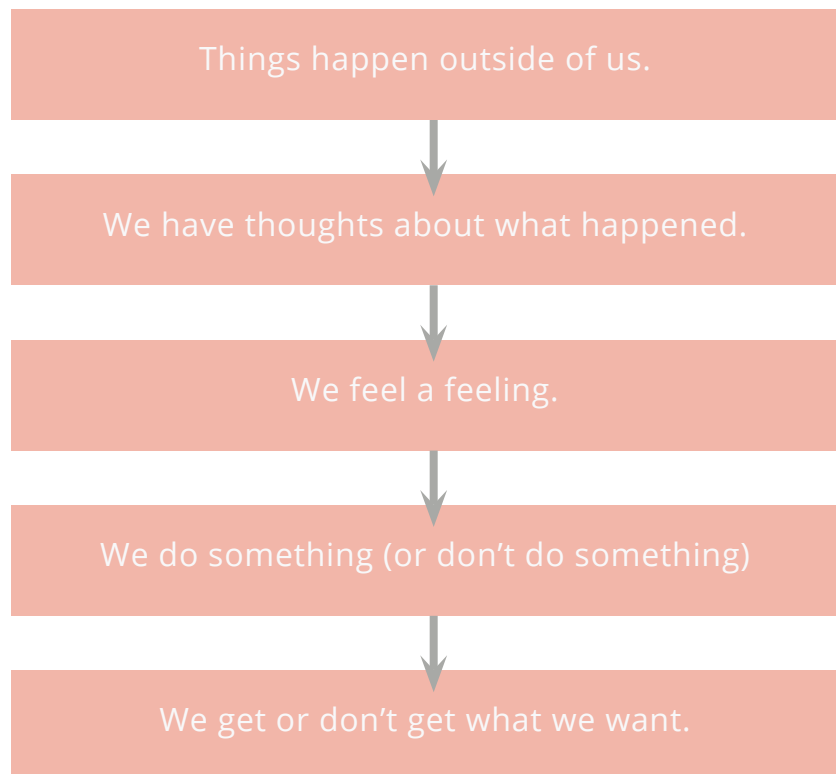 Things happen outside of us.
We have thoughts about what happened.
We feel a feeling.
We do something (or don’t do something)
We get or don’t get what we want.